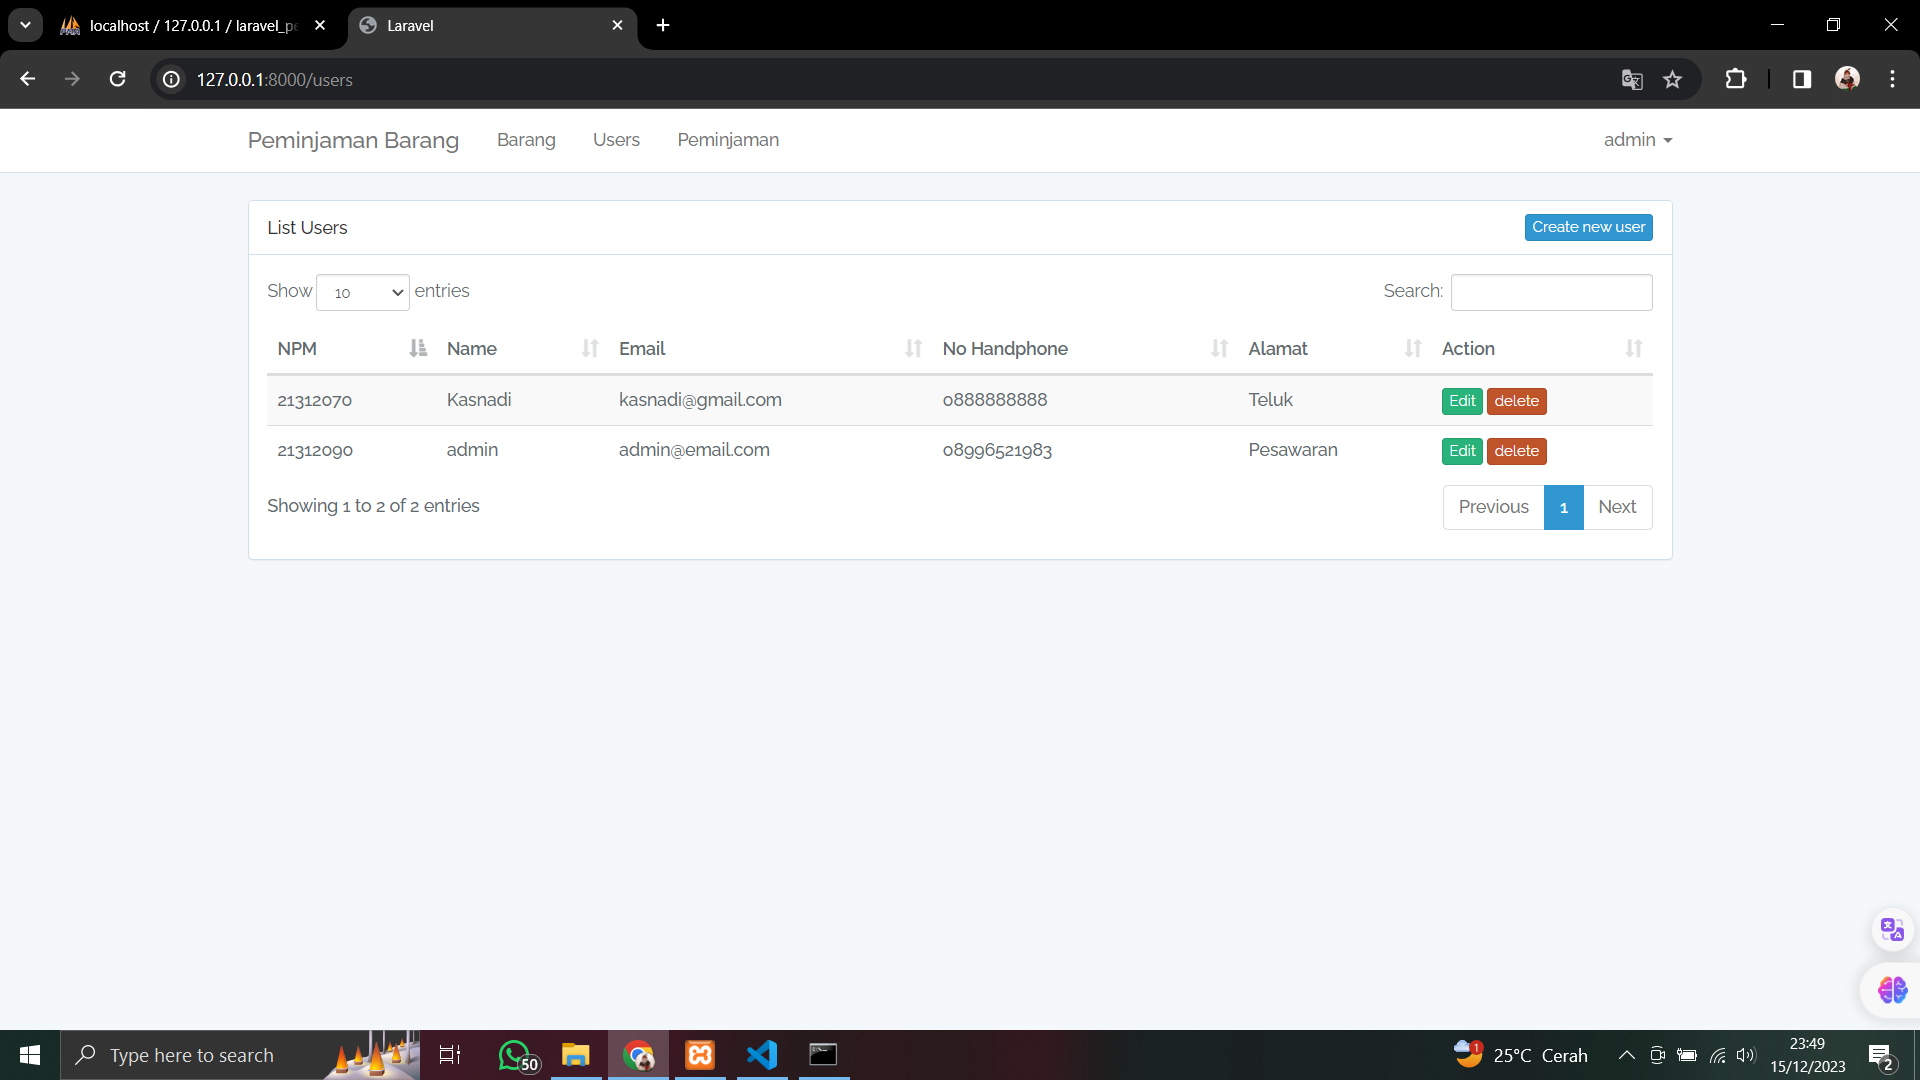 localhost / 127.0.0.1 / laravel_pe
Laravel
127.0.0.1:8000/users
Peminjaman Barang Barang Users Peminjaman admin
List Users Create new user
Show 10 entries Search:
NPM Name Email No Handphone Alamat Action
21312070 Kasnadi kasnadi@gmail.com 0888888888 Teluk Edit delete
21312090 admin admin@email.com 08996521983 Pesawaran Edit delete
Showing 1 to 2 of 2 entries Previous 1 Next
Type here to search 50 1 25°C Cerah 23:49
15/12/2023 2